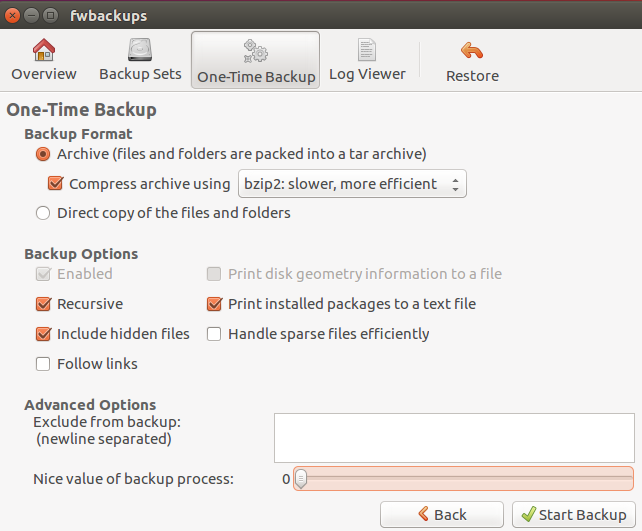 fwbackups
Overview
Backup Sets
One-Time Backup
Log Viewer
Restore
One-Time Backup
Backup Format
Archive (files and folders are packed into a tar archive)
Compress archive using bzip2: slower, more efficient
Direct copy of the files and folders
Backup Options
Enabled
Print disk geometry information to a file
Recursive
Print installed packages to a text file
Include hidden files
Handle sparse files efficiently
Follow links
Advanced Options
Exclude from backup:
(newline separated)
Nice value of backup process: 0
Back
Start Backup